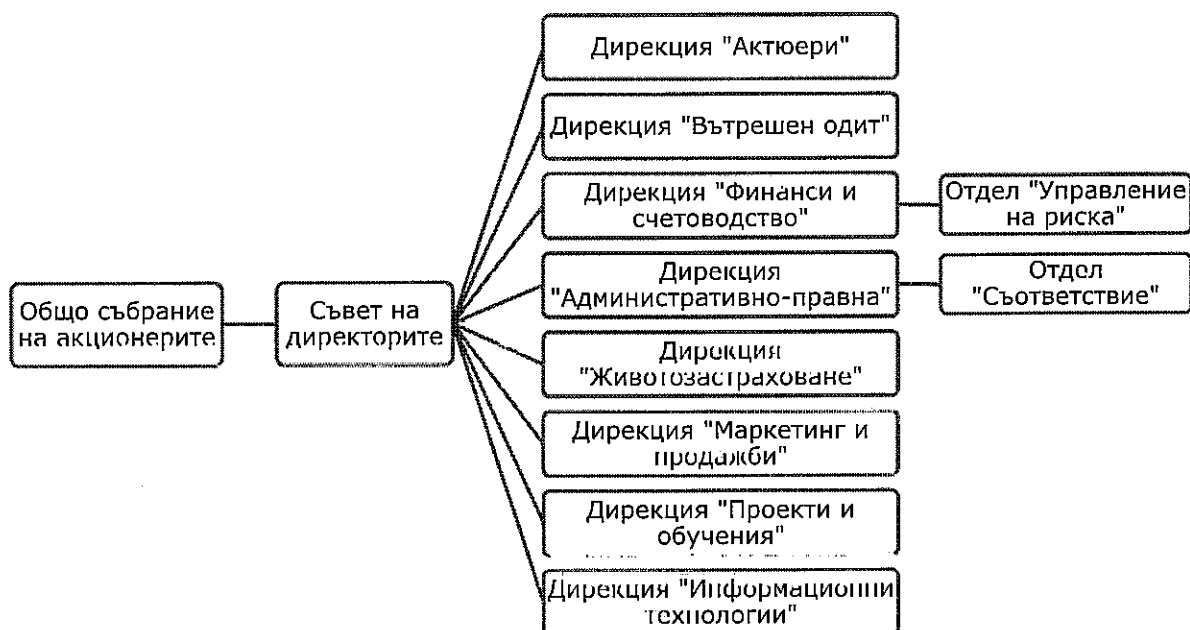 Дирекция "Актюери"
Дирекция "Вътрешен одит"
Дирекция "Финанси и
счетоводство"
Отдел "Управление
на риска"
Общо събрание
на акционерите
Съвет на
директорите
Дирекция
"Административно-правна"
Отдел
"Съответствие"
Дирекция
"Животозастраховане"
Дирекция "Маркетинг и
продажби"
Дирекция "Проекти и
обучения"
Дирекция "Информационни
технологии"